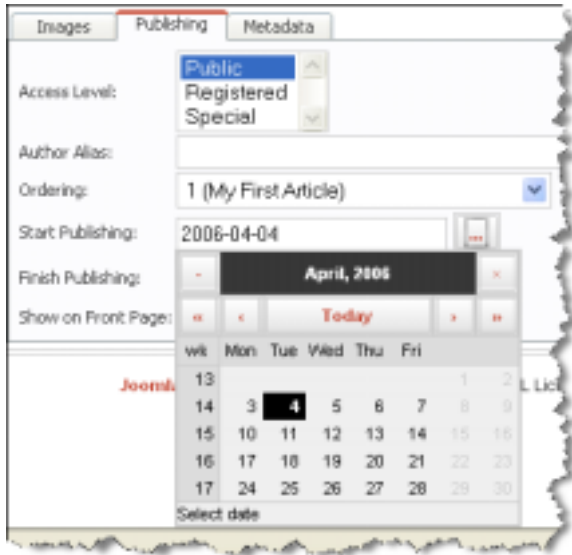 Images Publishing Metadata
Access Level:
Public
Registered
Special
Author Alias:
Ordering: 1 (My First Article)
Start Publishing: 2006-04-04 ...
Finish Publishing:
- April, 2006 ×
Show on Front Page: « ‹ Today › »
wk Mon Tue Wed Thu Fri
13 1 2
Joomla L Lic
14 3 4 5 6 7 8 9
15 10 11 12 13 14 15 16
16 17 18 19 20 21 22 23
17 24 25 26 27 28 29 30
Select date